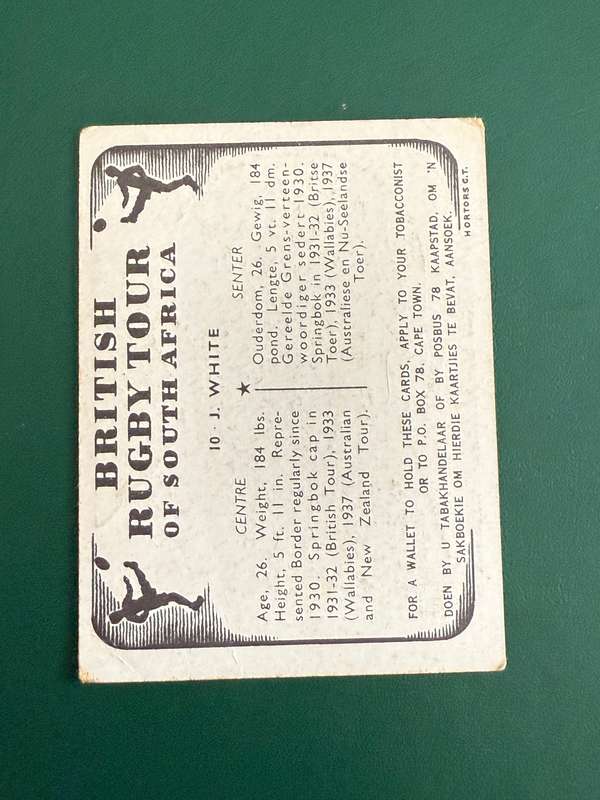 BRITISH
RUGBY TOUR
OF SOUTH AFRICA
10 · J. WHITE
CENTRE
Age, 26. Weight, 184 lbs.
Height, 5 ft. 11 in. Repre-
sented Border regularly since
1930. Springbok cap in
1931-32 (British Tour), 1933
(Wallabies), 1937 (Australian
and New Zealand Tour).
SENTER
Ouderdom, 26. Gewig, 184
pond. Lengte, 5 vt. 11 dm.
Gereelde Grens-verteen-
woordiger sedert 1930.
Springbok in 1931-32 (Britse
Toer), 1933 (Wallabies), 1937
(Australiese en Nu-Seelandse
Toer).
FOR A WALLET TO HOLD THESE CARDS, APPLY TO YOUR TOBACCONIST
OR TO P.O. BOX 78, CAPE TOWN.
DOEN BY U TABAKHANDELAAR OF BY POSBUS 78 KAAPSTAD, OM 'N
SAKBOEKIE OM HIERDIE KAARTJIES TE BEVAT, AANSOEK.
HORTORS C.T.